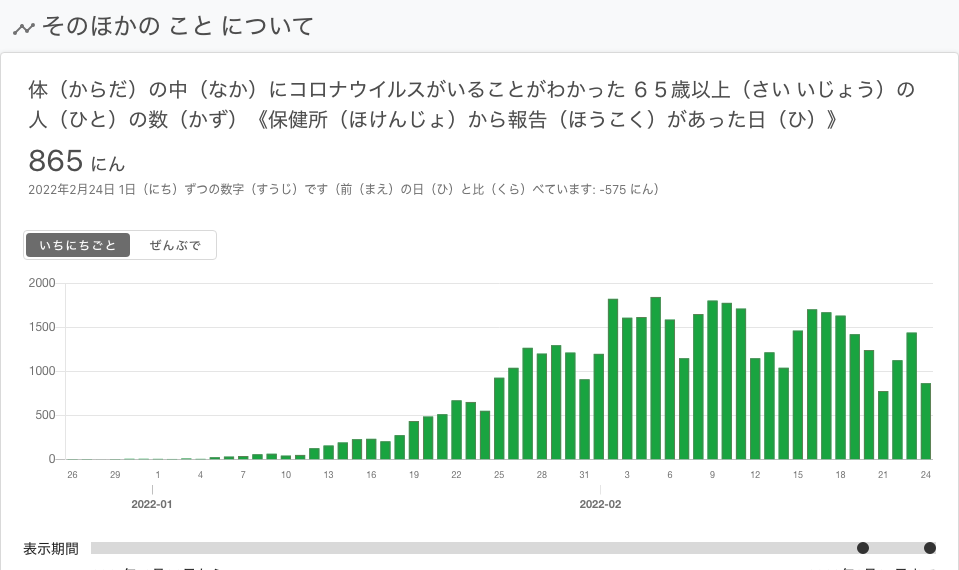 そのほかの こと について
体（からだ）の中（なか）にコロナウイルスがいることがわかった ６５歳以上（さい いじょう）の
人（ひと）の数（かず）《保健所（ほけんじょ）から報告（ほうこく）があった日（ひ）》
865 にん
2022年2月24日 1日（にち）ずつの数字（すうじ）です（前（まえ）の日（ひ）と比（くら）べています: -575 にん）
いちにちごと ぜんぶで
2000
1500
1000
500
0
26 29 1 4 7 10 13 16 19 22 25 28 31 3 6 9 12 15 18 21 24
2022-01 2022-02
表示期間